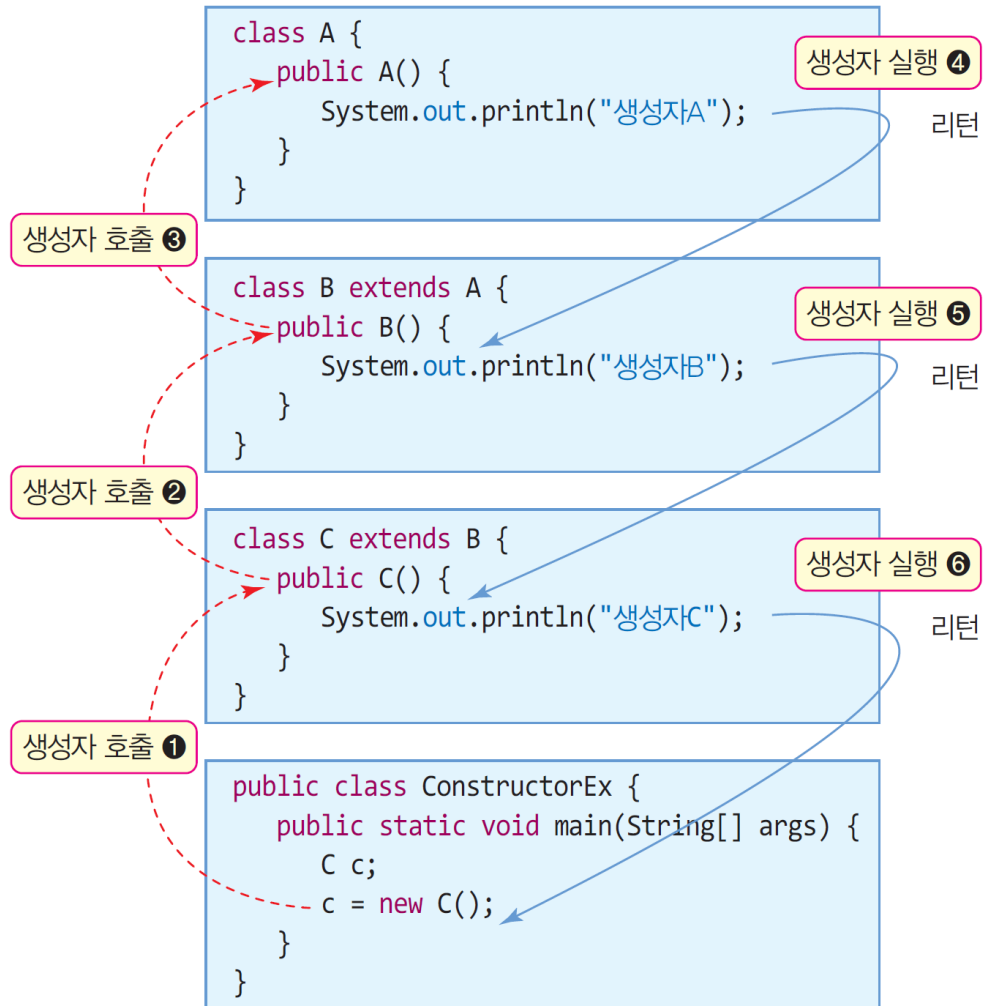 class A {
public A() {
System.out.println("생성자A");
}
}
생성자 실행 ❹
리턴
생성자 호출 ❸
class B extends A {
public B() {
System.out.println("생성자B");
}
}
생성자 실행 ❺
리턴
생성자 호출 ❷
class C extends B {
public C() {
System.out.println("생성자C");
}
}
생성자 실행 ❻
리턴
생성자 호출 ❶
public class ConstructorEx {
public static void main(String[] args) {
C c;
c = new C();
}
}